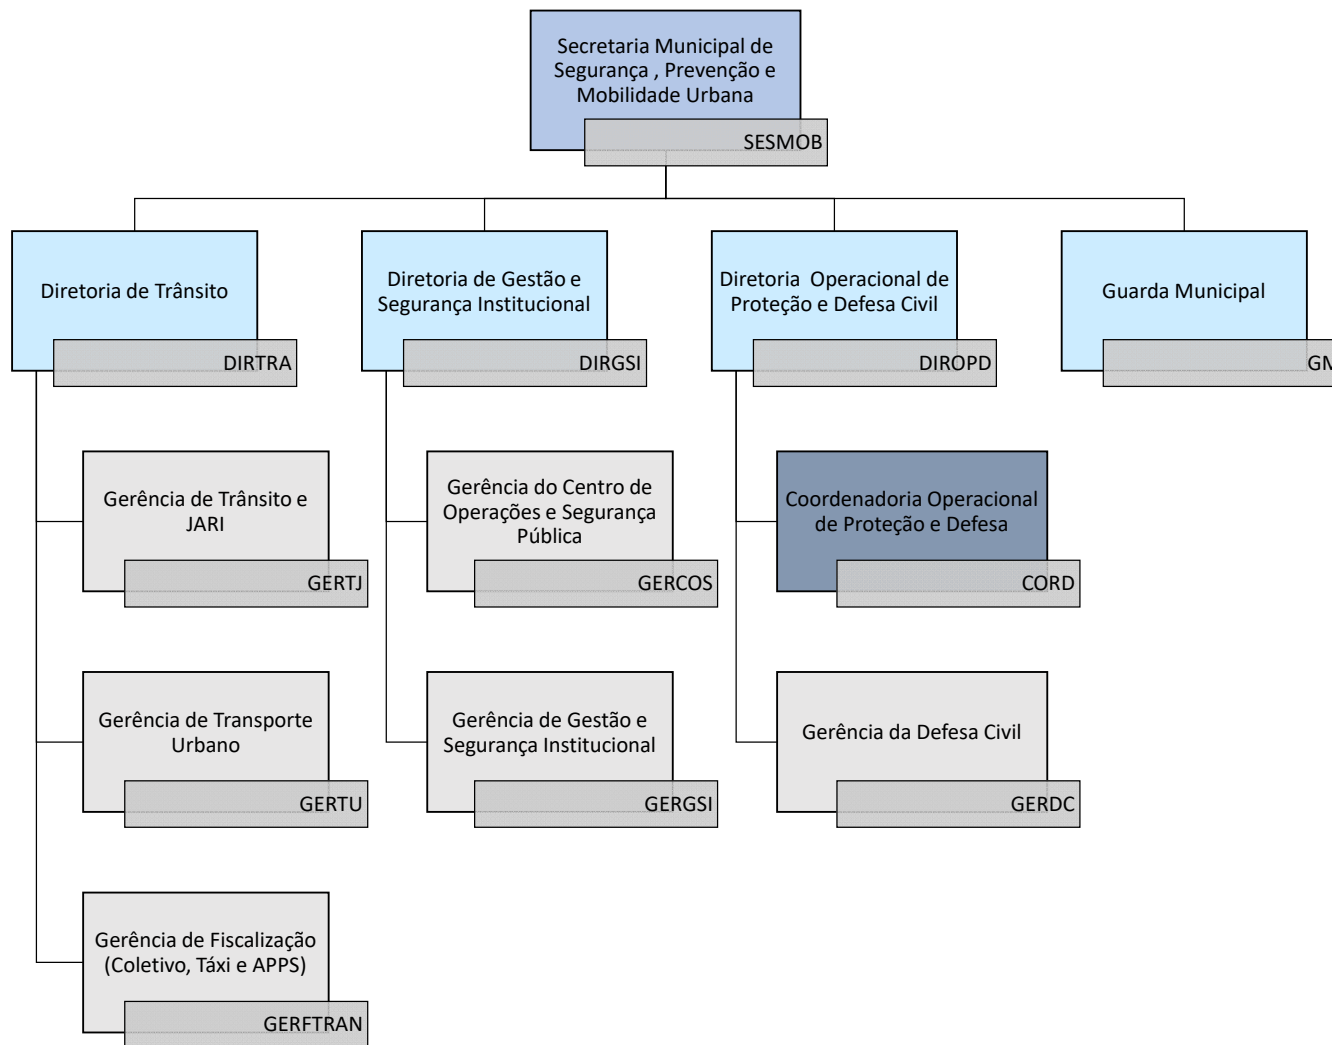 Secretaria Municipal de
Segurança , Prevenção e
Mobilidade Urbana
SESMOB
Diretoria de Trânsito
DIRTRA
Diretoria de Gestão e
Segurança Institucional
DIRGSI
Diretoria  Operacional de
Proteção e Defesa Civil
DIROPD
Guarda Municipal
GM
Gerência de Trânsito e
JARI
GERTJ
Gerência do Centro de
Operações e Segurança
Pública
GERCOS
Coordenadoria Operacional
de Proteção e Defesa
CORD
Gerência de Transporte
Urbano
GERTU
Gerência de Gestão e
Segurança Institucional
GERGSI
Gerência da Defesa Civil
GERDC
Gerência de Fiscalização
(Coletivo, Táxi e APPS)
GERFTRAN